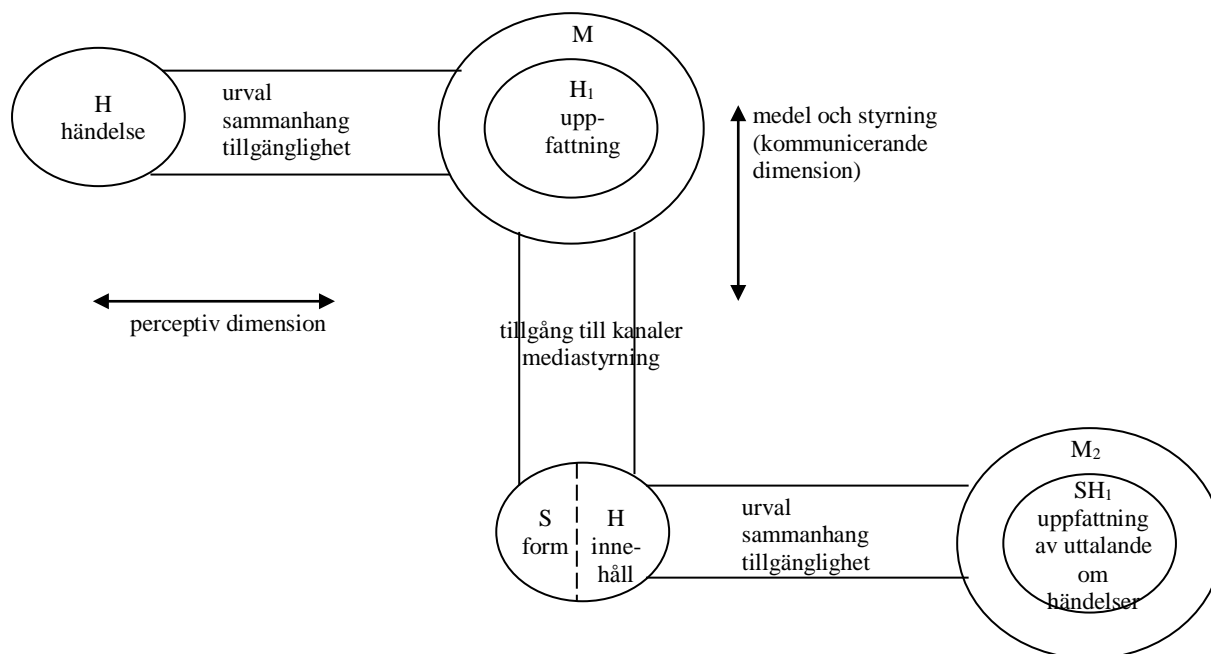 M
H
händelse
urval
sammanhang
tillgänglighet
H₁
upp-
fattning
medel och styrning
(kommunicerande
dimension)
perceptiv dimension
tillgång till kanaler
mediastyrning
S
form
H
inne-
håll
urval
sammanhang
tillgänglighet
M₂
SH₁
uppfattning
av uttalande
om
händelser